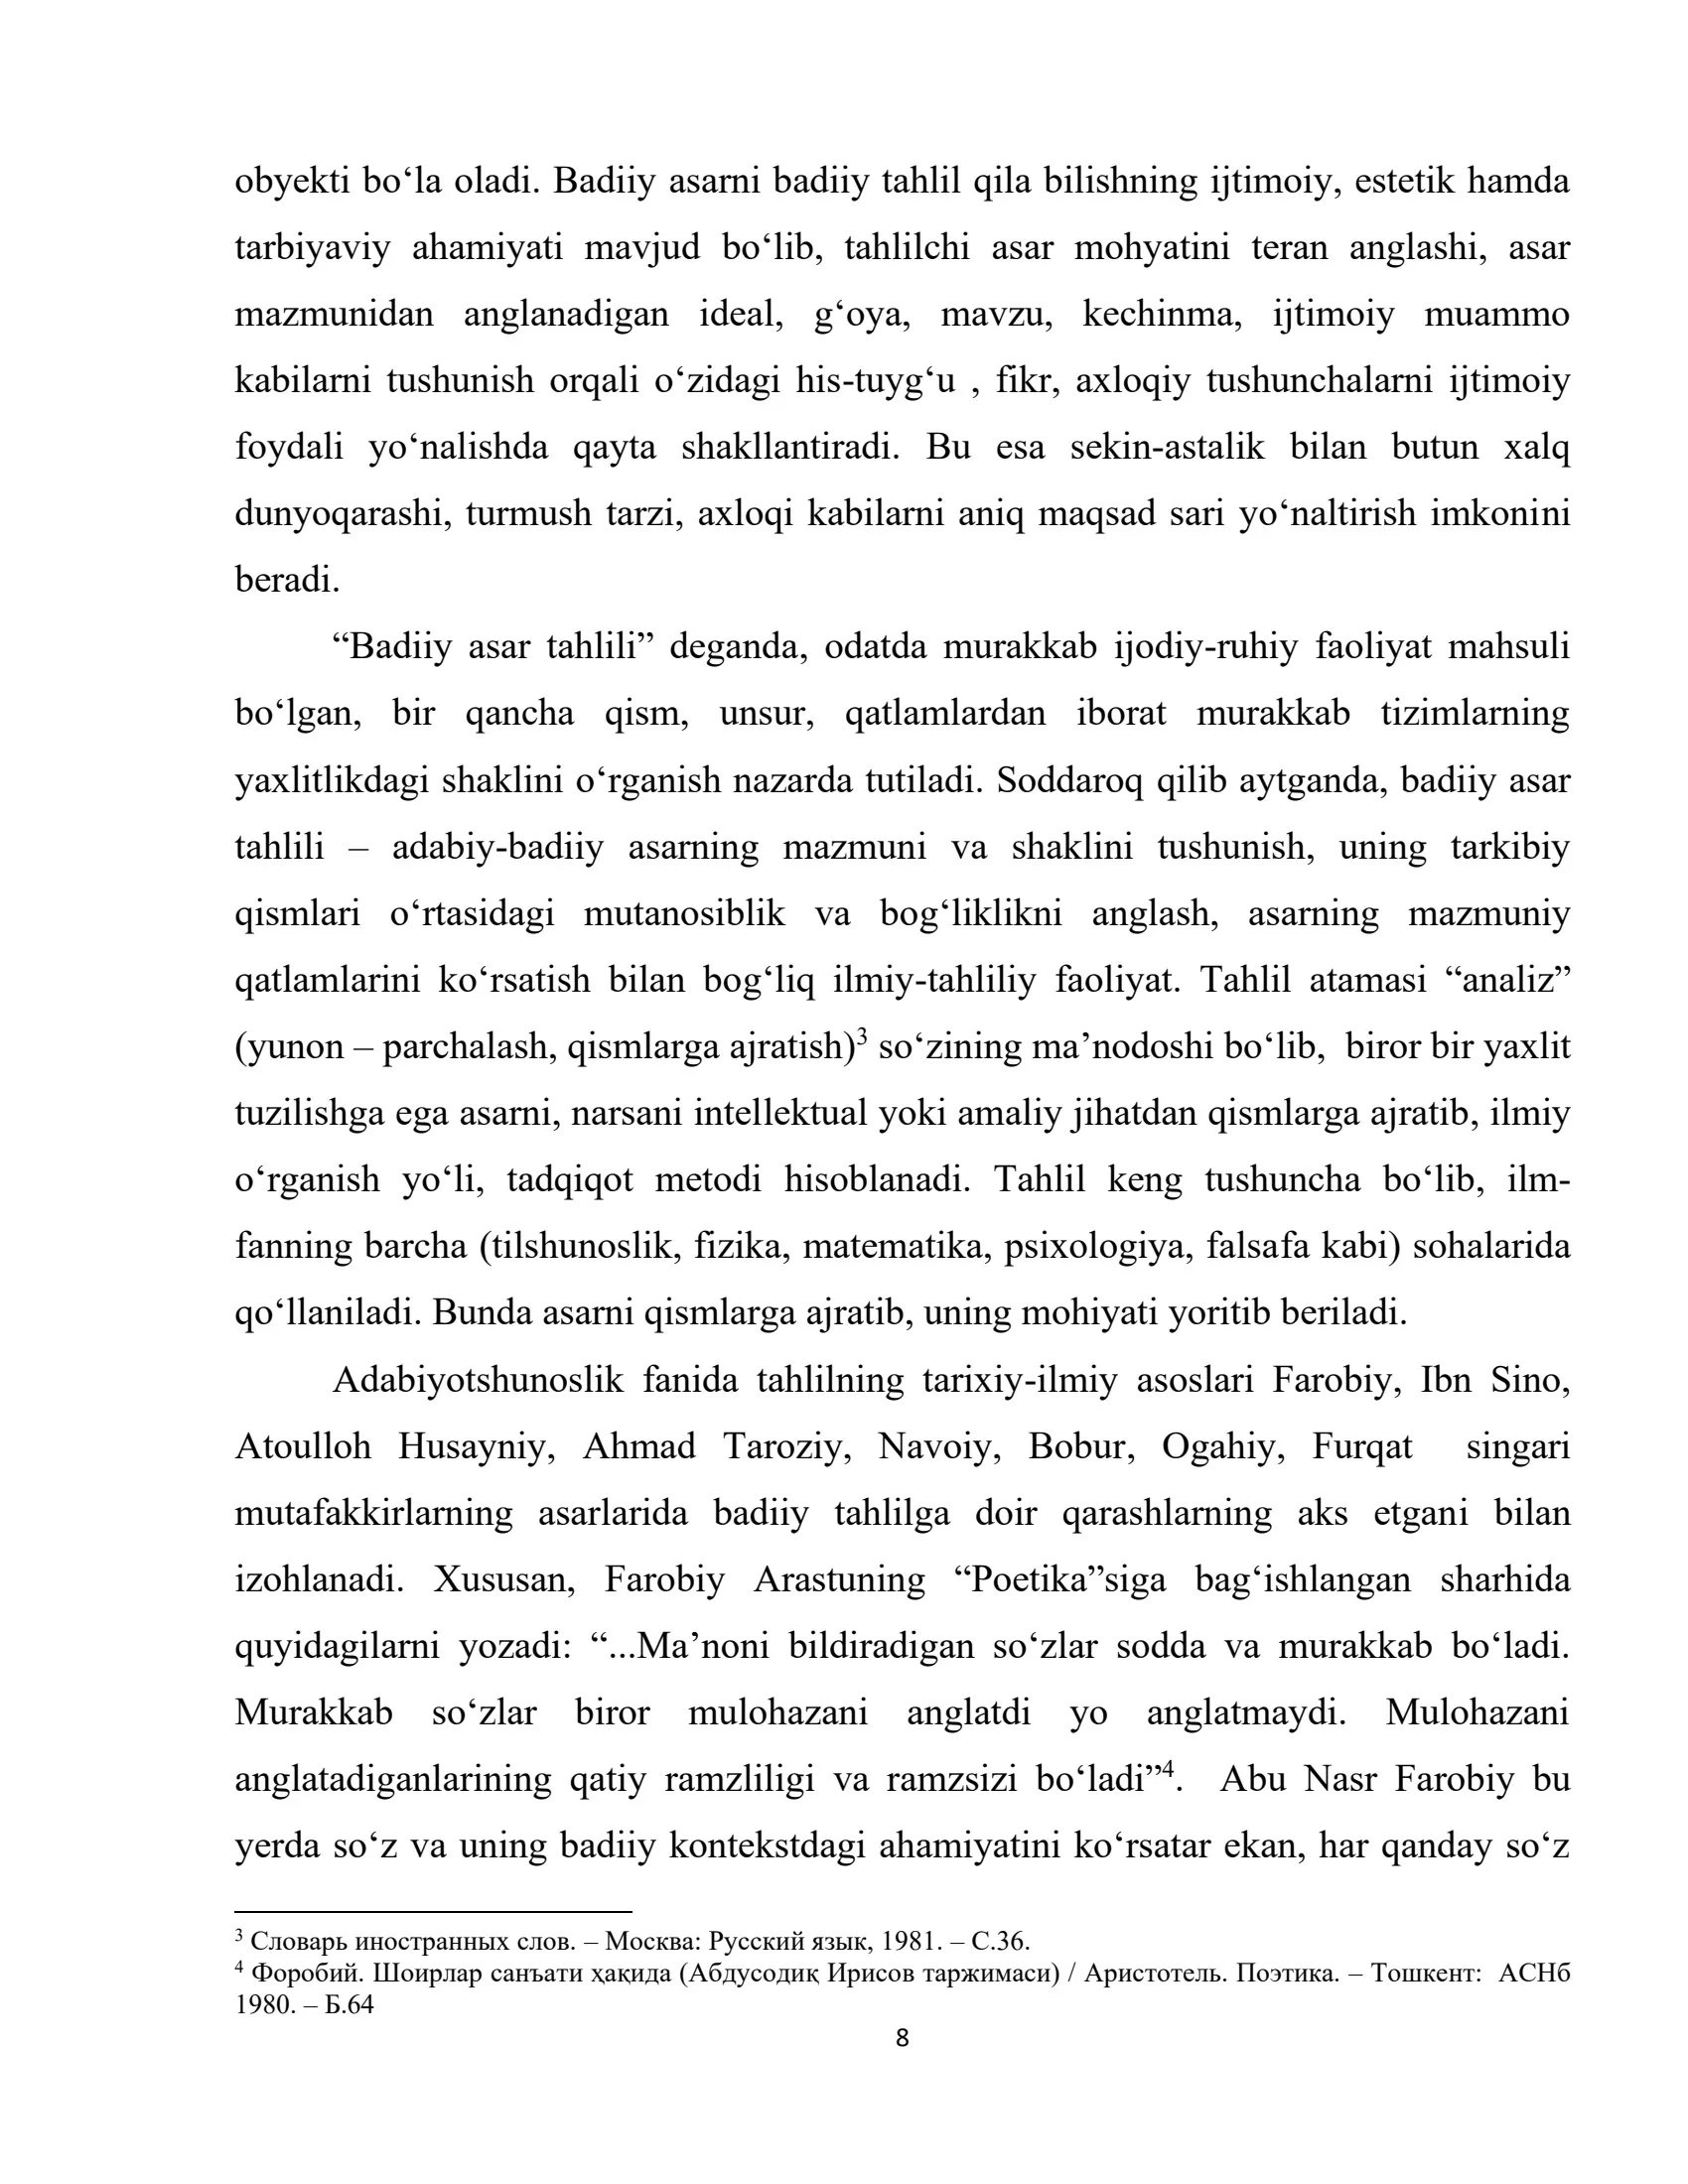 obyekti bo‘la oladi. Badiiy asarni badiiy tahlil qila bilishning ijtimoiy, estetik hamda
tarbiyaviy ahamiyati mavjud bo‘lib, tahlilchi asar mohyatini teran anglashi, asar
mazmunidan anglanadigan ideal, g‘oya, mavzu, kechinma, ijtimoiy muammo
kabilarni tushunish orqali o‘zidagi his-tuyg‘u , fikr, axloqiy tushunchalarni ijtimoiy
foydali yo‘nalishda qayta shakllantiradi. Bu esa sekin-astalik bilan butun xalq
dunyoqarashi, turmush tarzi, axloqi kabilarni aniq maqsad sari yo‘naltirish imkonini
beradi.
“Badiiy asar tahlili” deganda, odatda murakkab ijodiy-ruhiy faoliyat mahsuli
bo‘lgan, bir qancha qism, unsur, qatlamlardan iborat murakkab tizimlarning
yaxlitlikdagi shaklini o‘rganish nazarda tutiladi. Soddaroq qilib aytganda, badiiy asar
tahlili – adabiy-badiiy asarning mazmuni va shaklini tushunish, uning tarkibiy
qismlari o‘rtasidagi mutanosiblik va bog‘liklikni anglash, asarning mazmuniy
qatlamlarini ko‘rsatish bilan bog‘liq ilmiy-tahliliy faoliyat. Tahlil atamasi “analiz”
(yunon – parchalash, qismlarga ajratish)³ so‘zining ma’nodoshi bo‘lib,  biror bir yaxlit
tuzilishga ega asarni, narsani intellektual yoki amaliy jihatdan qismlarga ajratib, ilmiy
o‘rganish yo‘li, tadqiqot metodi hisoblanadi. Tahlil keng tushuncha bo‘lib, ilm-
fanning barcha (tilshunoslik, fizika, matematika, psixologiya, falsafa kabi) sohalarida
qo‘llaniladi. Bunda asarni qismlarga ajratib, uning mohiyati yoritib beriladi.
Adabiyotshunoslik fanida tahlilning tarixiy-ilmiy asoslari Farobiy, Ibn Sino,
Atoulloh Husayniy, Ahmad Taroziy, Navoiy, Bobur, Ogahiy, Furqat  singari
mutafakkirlarning asarlarida badiiy tahlilga doir qarashlarning aks etgani bilan
izohlanadi. Xususan, Farobiy Arastuning “Poetika”siga bag‘ishlangan sharhida
quyidagilarni yozadi: “...Ma’noni bildiradigan so‘zlar sodda va murakkab bo‘ladi.
Murakkab so‘zlar biror mulohazani anglatdi yo anglatmaydi. Mulohazani
anglatadiganlarining qatiy ramzliligi va ramzsizi bo‘ladi”⁴.  Abu Nasr Farobiy bu
yerda so‘z va uning badiiy kontekstdagi ahamiyatini ko‘rsatar ekan, har qanday so‘z
³ Словарь иностранных слов. – Москва: Русский язык, 1981. – С.36.
⁴ Форобий. Шоирлар санъати ҳақида (Абдусодиқ Ирисов таржимаси) / Аристотель. Поэтика. – Тошкент:  АСНб
1980. – Б.64
8